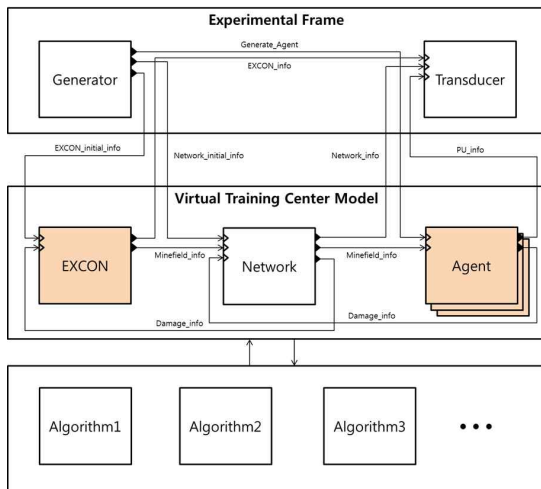 Experimental Frame
Generate_Agent
EXCON_info
Generator
Transducer
EXCON_initial_info
Network_initial_info
Network_info
PU_info
Virtual Training Center Model
EXCON
Minefield_info
Network
Minefield_info
Agent
Damage_info
Damage_info
Algorithm1
Algorithm2
Algorithm3
• • •